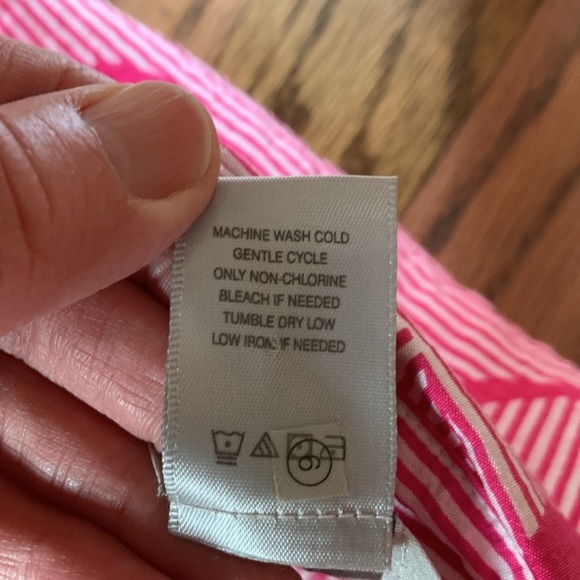 MACHINE WASH COLD
GENTLE CYCLE
ONLY NON-CHLORINE
BLEACH IF NEEDED
TUMBLE DRY LOW
LOW IRON IF NEEDED